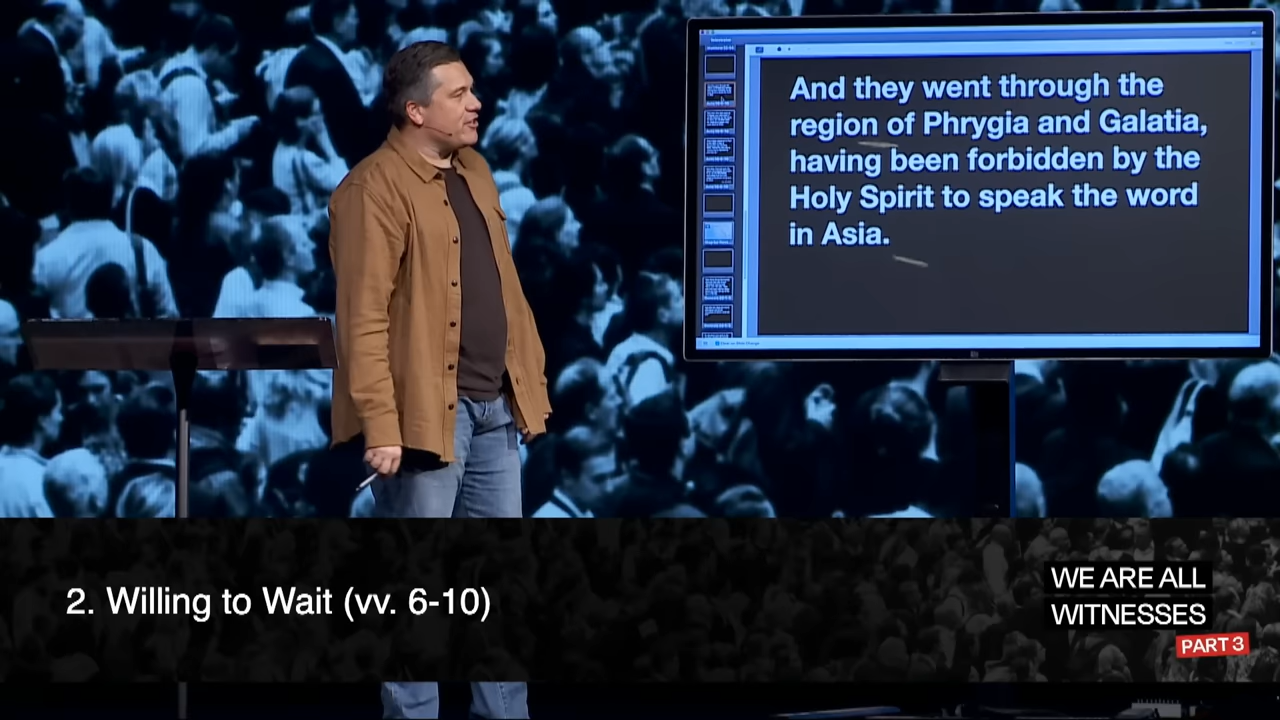 And they went through the
region of Phrygia and Galatia,
having been forbidden by the
Holy Spirit to speak the word
in Asia.
2. Willing to Wait (vv. 6-10)
WE ARE ALL
WITNESSES
PART 3